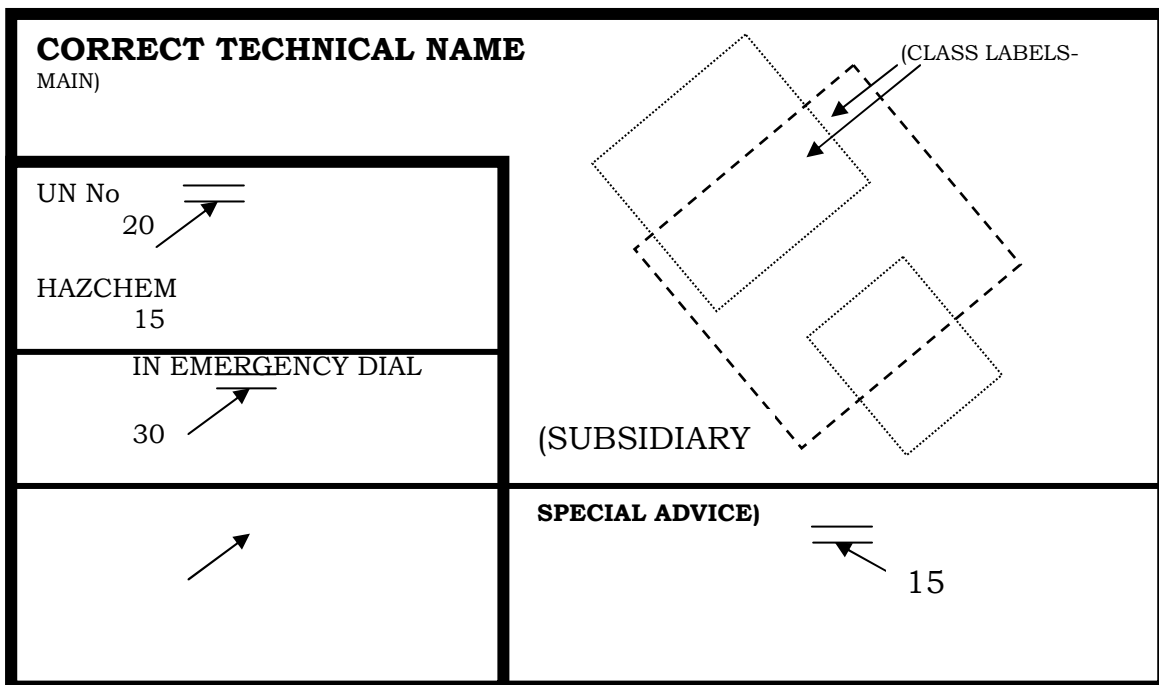 CORRECT TECHNICAL NAME
(CLASS LABELS-
MAIN)
UN No
20
HAZCHEM
15
IN EMERGENCY DIAL
30
(SUBSIDIARY
SPECIAL ADVICE)
15